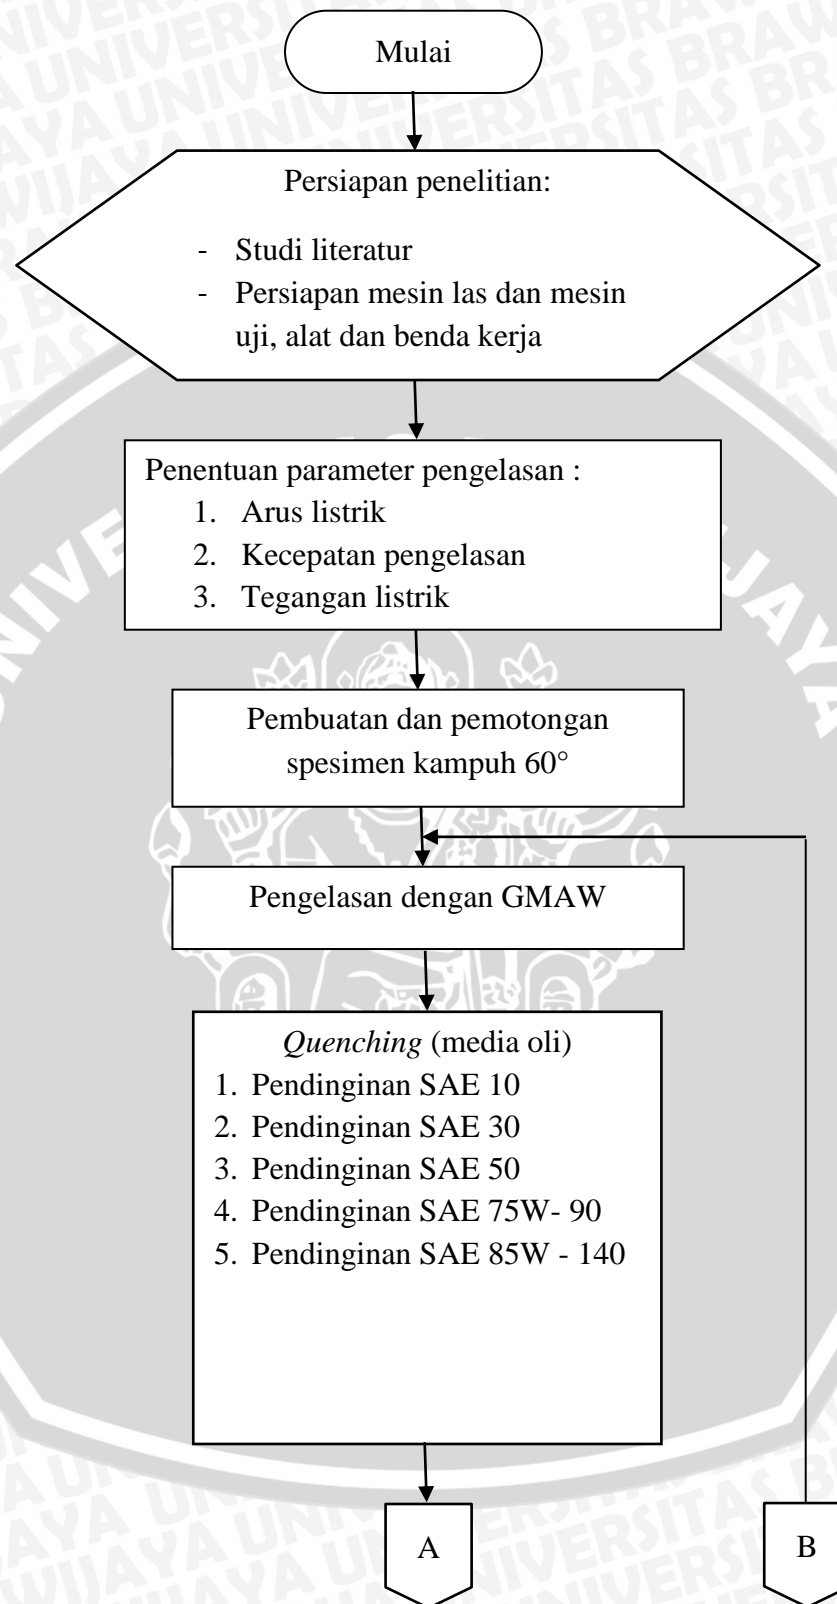 Mulai
Persiapan penelitian:
- Studi literatur
- Persiapan mesin las dan mesin
uji, alat dan benda kerja
Penentuan parameter pengelasan :
1. Arus listrik
2. Kecepatan pengelasan
3. Tegangan listrik
Pembuatan dan pemotongan
spesimen kampuh 60°
Pengelasan dengan GMAW
Quenching (media oli)
1. Pendinginan SAE 10
2. Pendinginan SAE 30
3. Pendinginan SAE 50
4. Pendinginan SAE 75W- 90
5. Pendinginan SAE 85W - 140
A
B